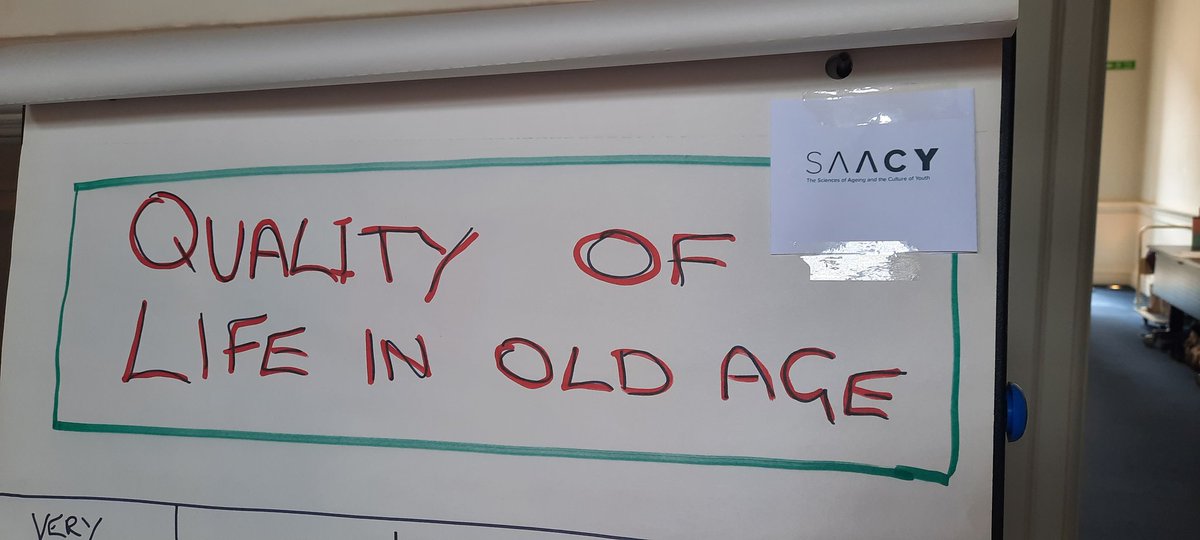 SAACY
The Sciences of Ageing and the Culture of Youth
QUALITY OF
LIFE IN OLD AGE
VERY